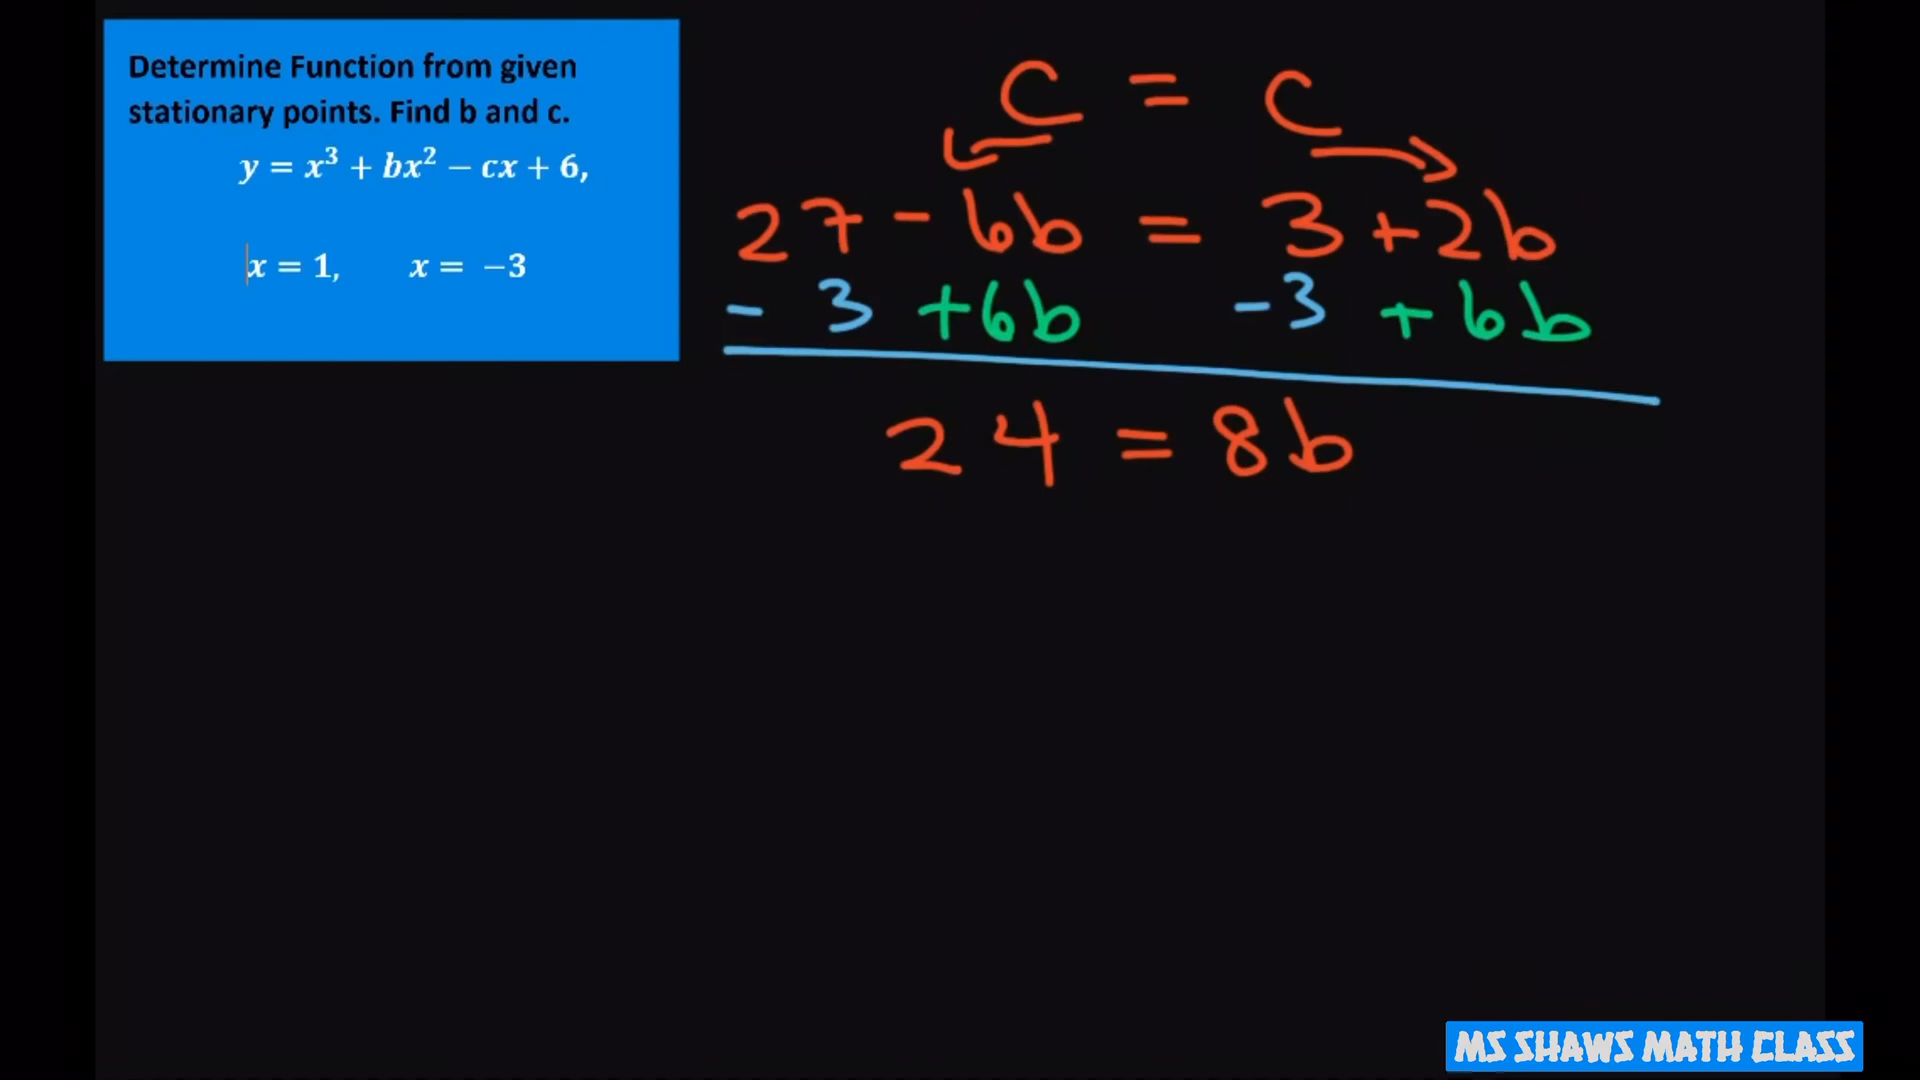 Determine Function from given
stationary points. Find b and c.
y = x³ + bx² − cx + 6,
x = 1, x = −3
c = c
27 - 6b = 3 + 2b
- 3 + 6b - 3 + 6b
24 = 8b
MS SHAWS MATH CLASS